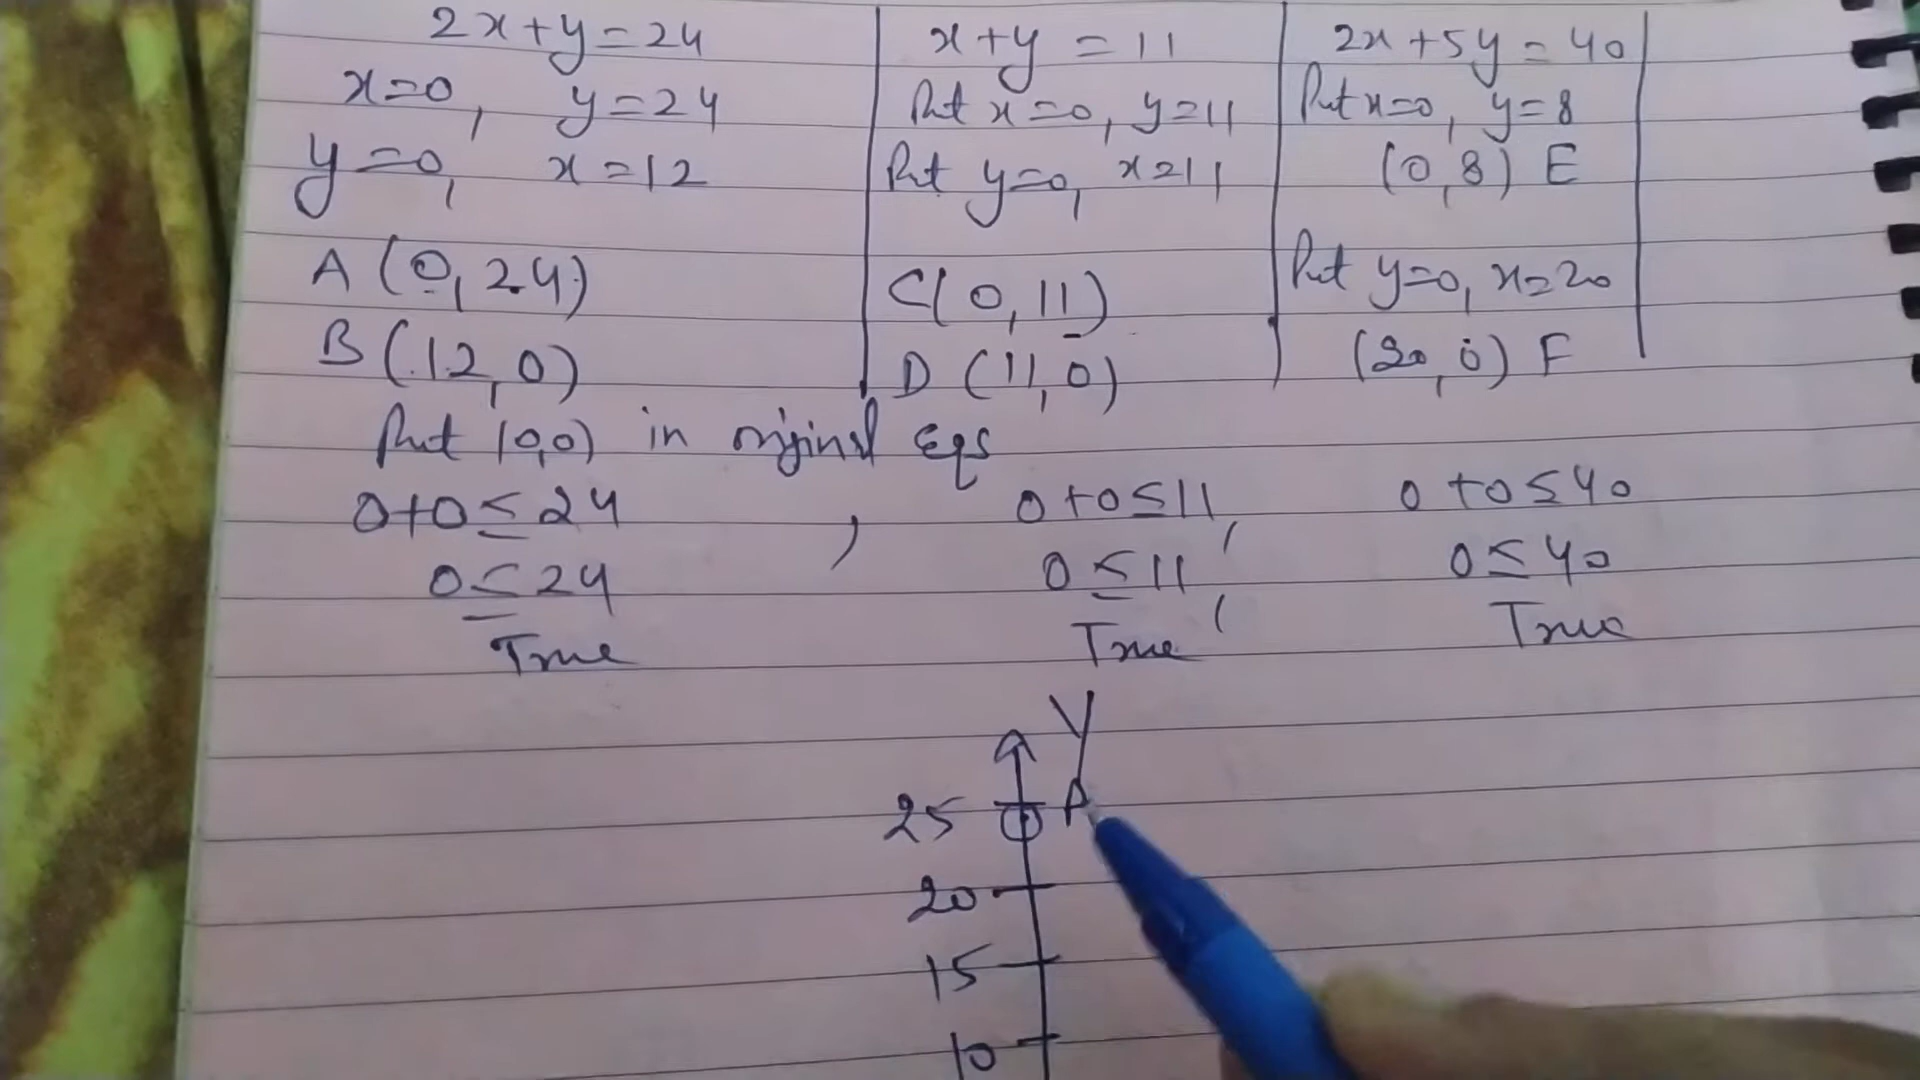 2x+y=24
x=0, y=24
y=0, x=12
A (0,24)
B (12,0)
x+y=11
Put x=0, y=11
Put y=0, x=11
C(0,11)
D (11,0)
2x+5y=40
Put x=0, y=8
(0,8) E
Put y=0, x=20
(20,0) F
Put (0,0) in original Eqs
0+0≤24, 0+0≤11, 0+0≤40
0≤24 0≤11, 0≤40
True True True
Y
25 A
20
15
10